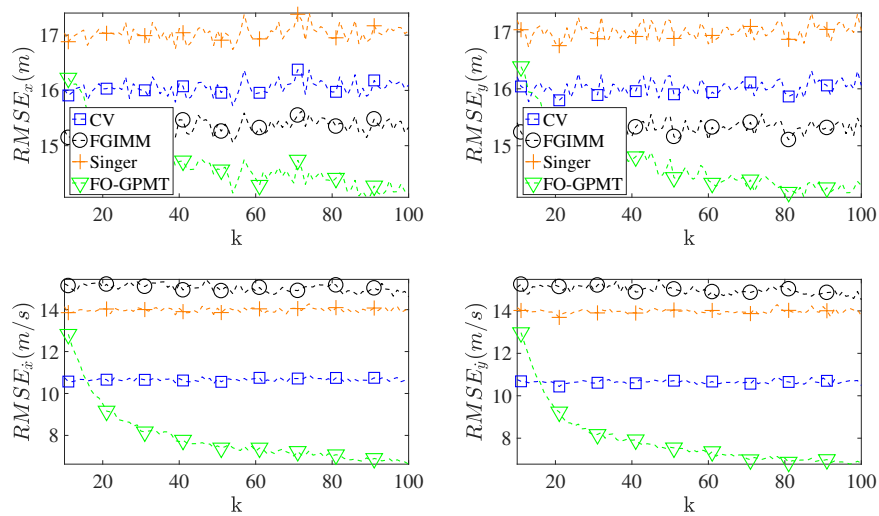 17
16
15
RMSE_x(m)
CV
FGIMM
Singer
FO-GPMT
20 40 60 80 100
k
17
16
15
RMSE_y(m)
CV
FGIMM
Singer
FO-GPMT
20 40 60 80 100
k
14
12
10
8
RMSE_ẋ(m/s)
20 40 60 80 100
k
14
12
10
8
RMSE_ẏ(m/s)
20 40 60 80 100
k